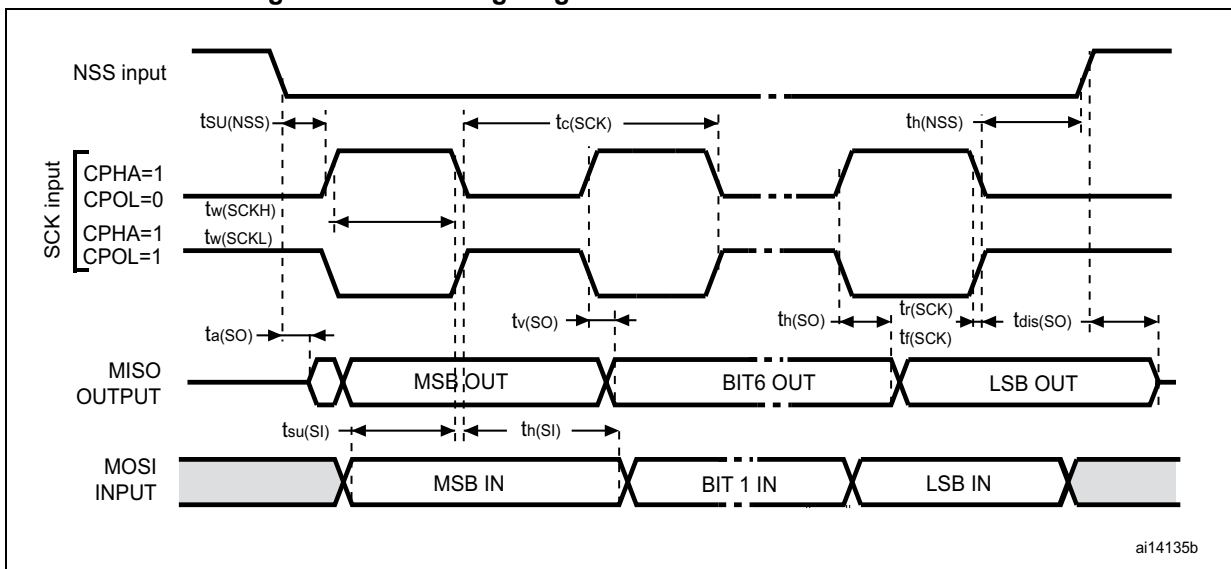 NSS input
tSU(NSS)
tc(SCK)
th(NSS)
SCK input
CPHA=1
CPOL=0
tw(SCKH)
CPHA=1
tw(SCKL)
CPOL=1
ta(SO)
tv(SO)
th(SO)
tr(SCK)
tf(SCK)
tdis(SO)
MISO
OUTPUT
MSB OUT
BIT6 OUT
LSB OUT
tsu(SI)
th(SI)
MOSI
INPUT
MSB IN
BIT 1 IN
LSB IN
ai14135b